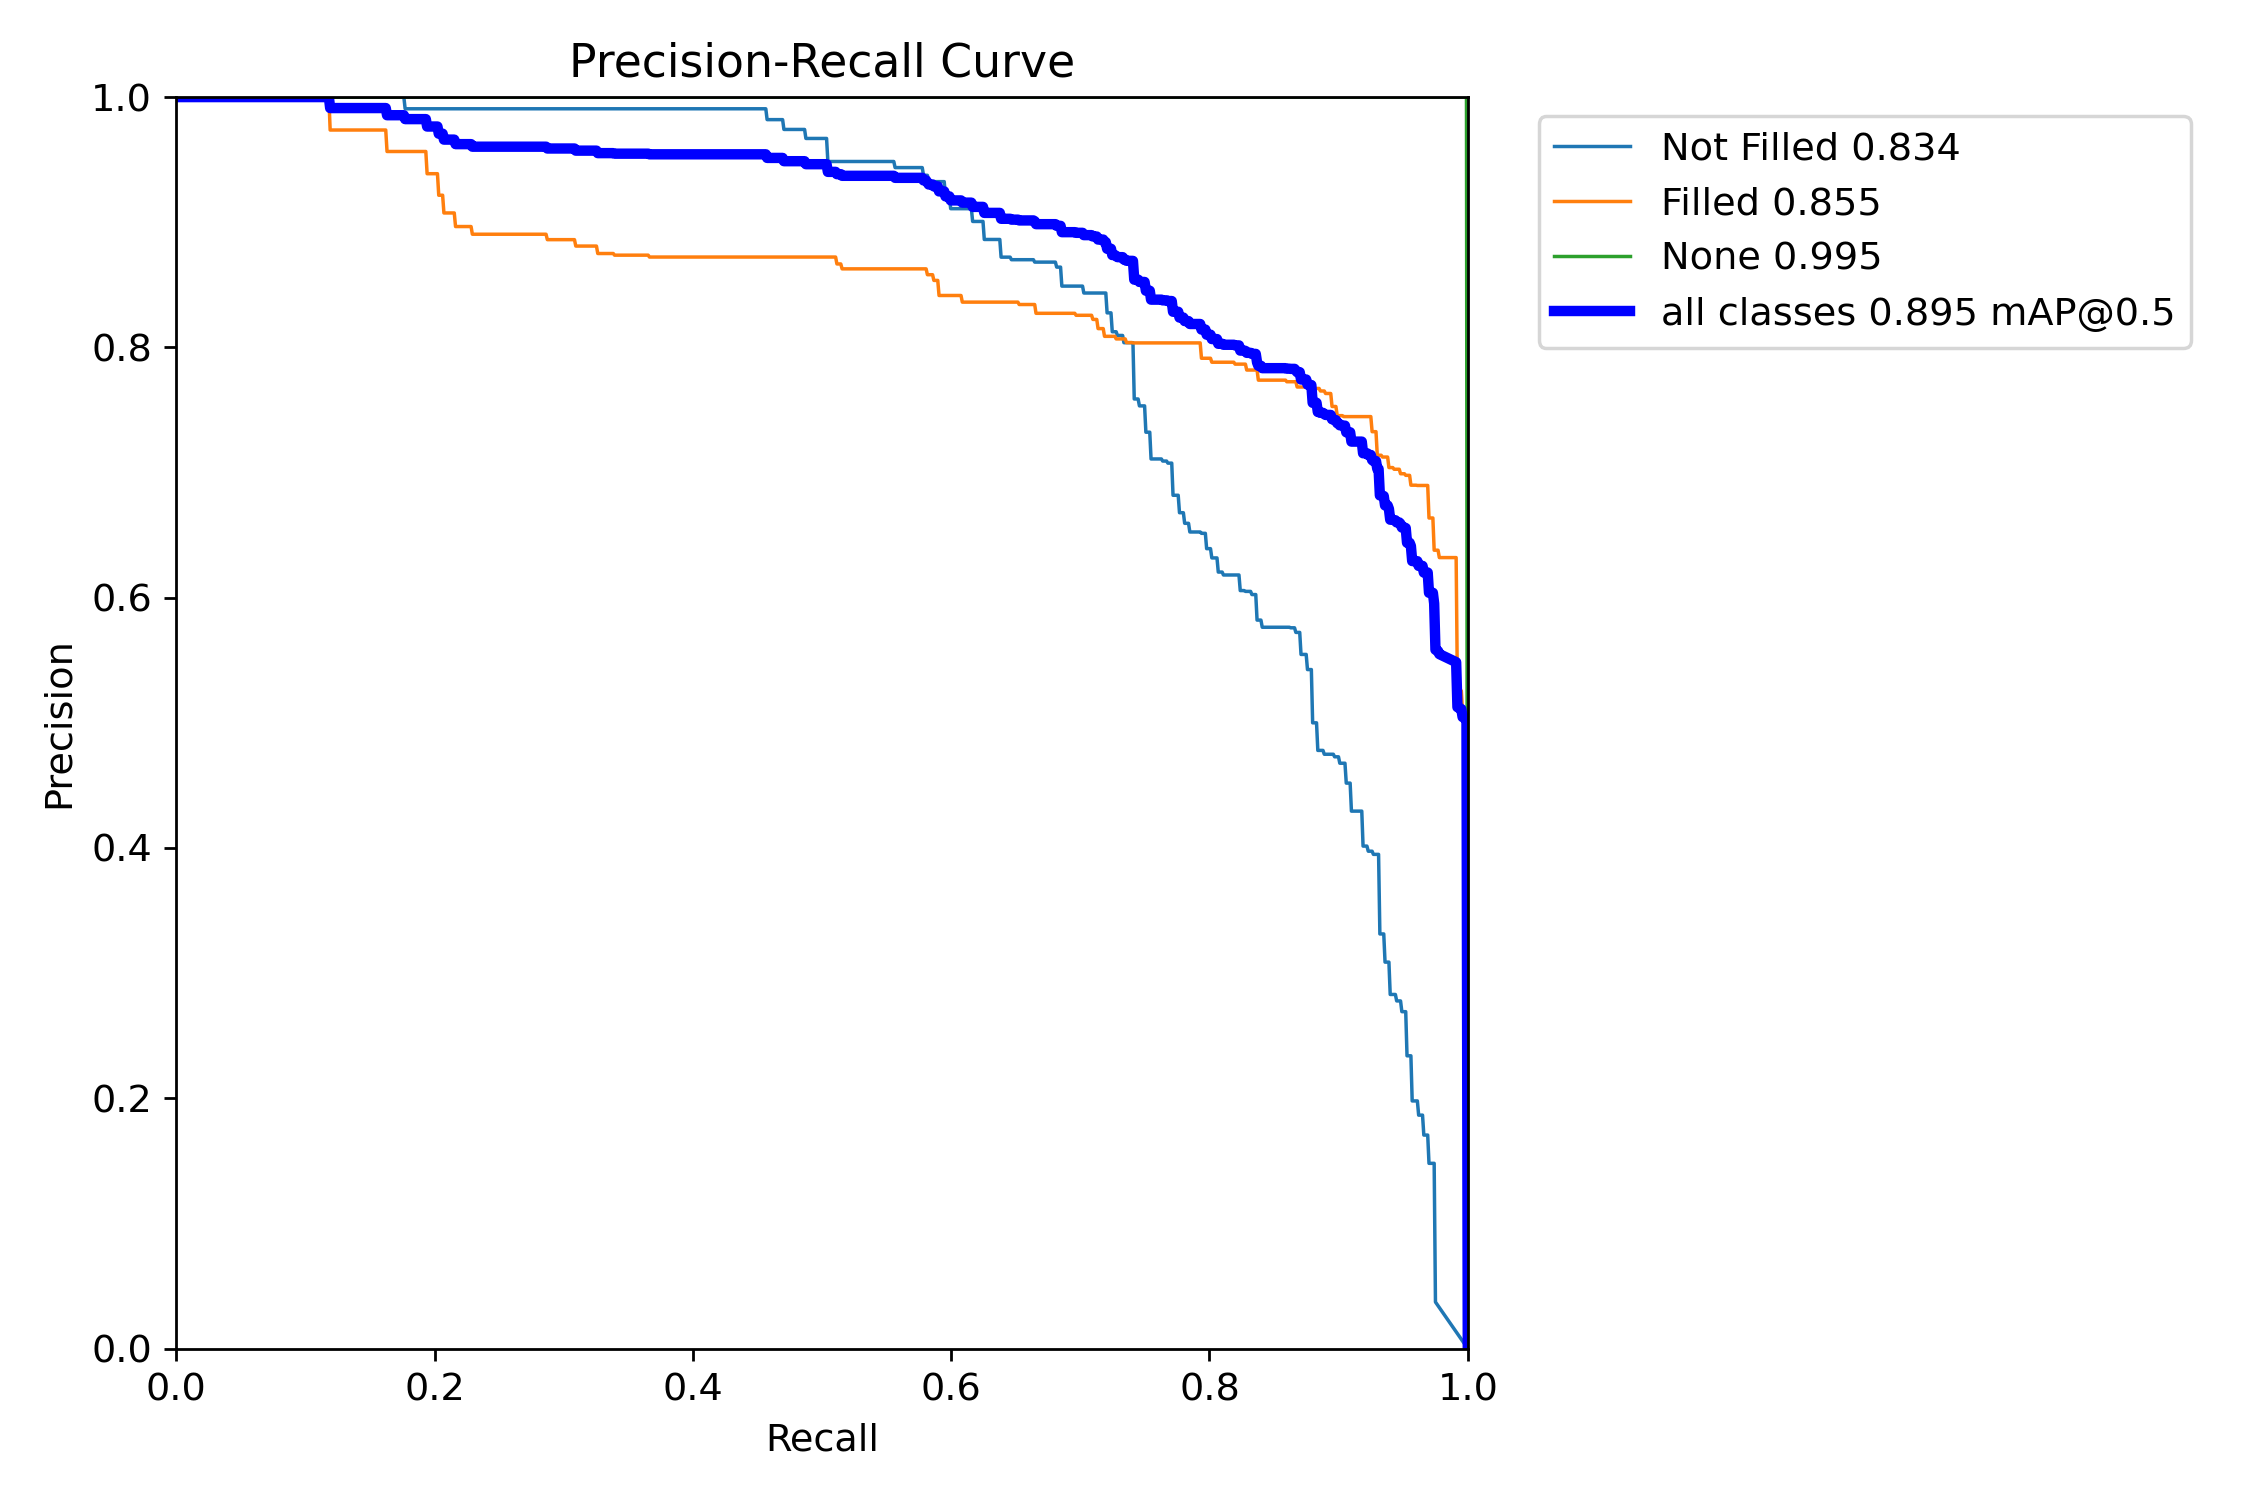 Precision-Recall Curve
Not Filled 0.834
Filled 0.855
None 0.995
all classes 0.895 mAP@0.5
Precision
1.0
0.8
0.6
0.4
0.2
0.0
0.0 0.2 0.4 0.6 0.8 1.0
Recall